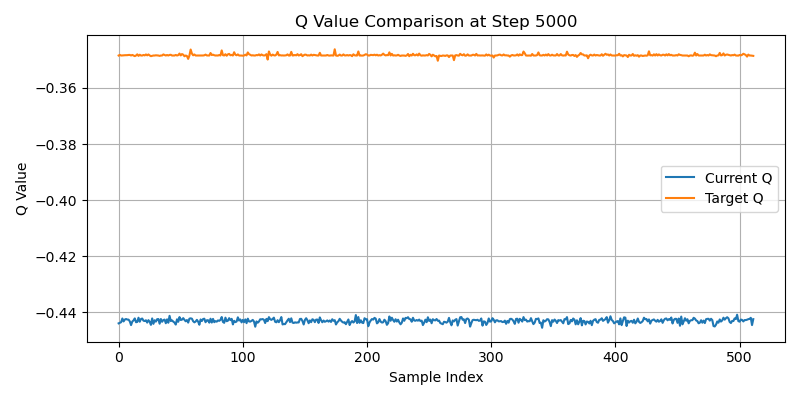 Q Value Comparison at Step 5000
Q Value
−0.36
−0.38
−0.40
−0.42
−0.44
Current Q
Target Q
0
100
200
300
400
500
Sample Index